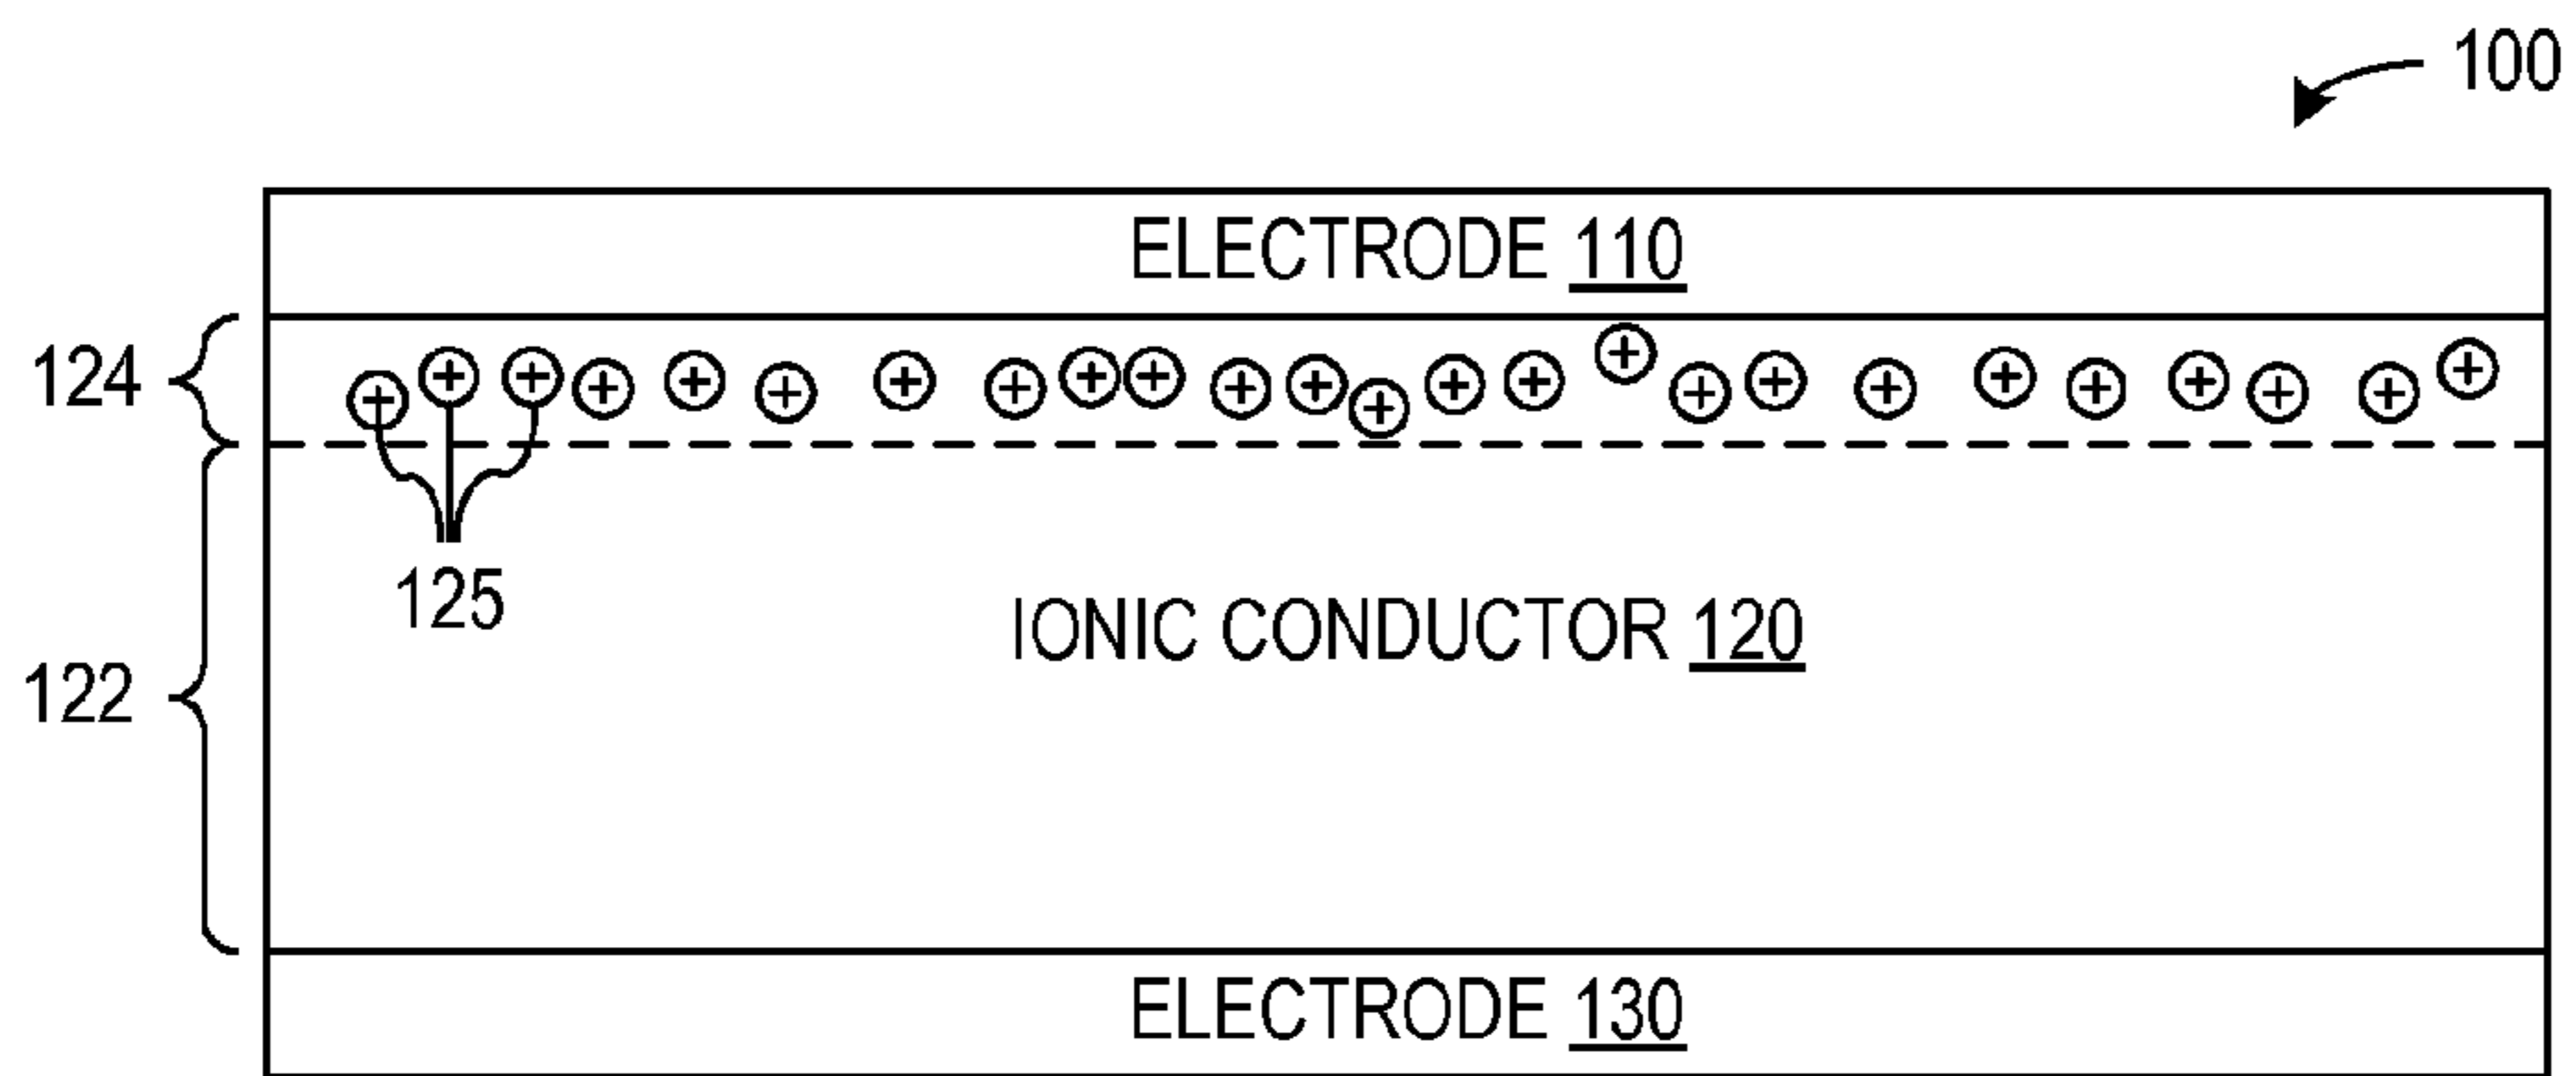 100
ELECTRODE 110
124
125
IONIC CONDUCTOR 120
122
ELECTRODE 130